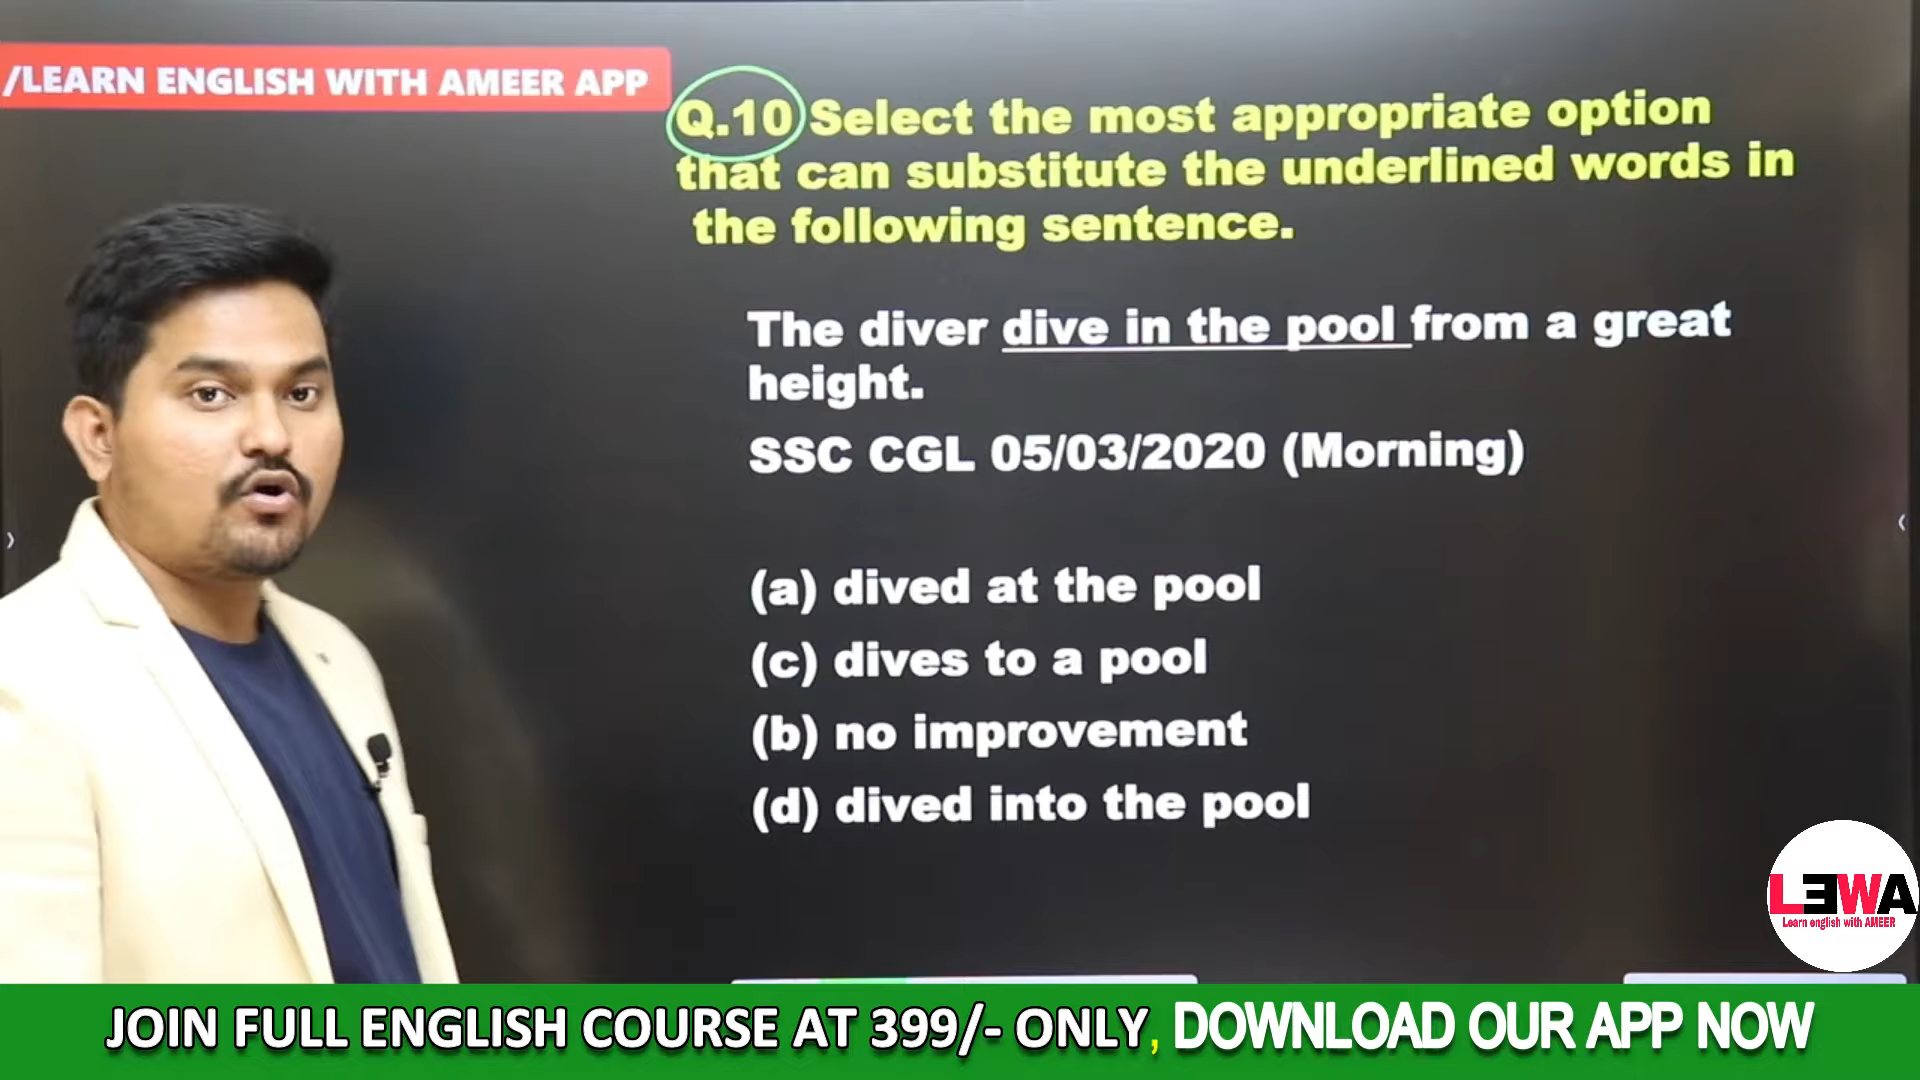 /LEARN ENGLISH WITH AMEER APP
Q.10 Select the most appropriate option
that can substitute the underlined words in
the following sentence.
The diver dive in the pool from a great
height.
SSC CGL 05/03/2020 (Morning)
(a) dived at the pool
(c) dives to a pool
(b) no improvement
(d) dived into the pool
LEWA
Learn english with AMEER
JOIN FULL ENGLISH COURSE AT 399/- ONLY, DOWNLOAD OUR APP NOW